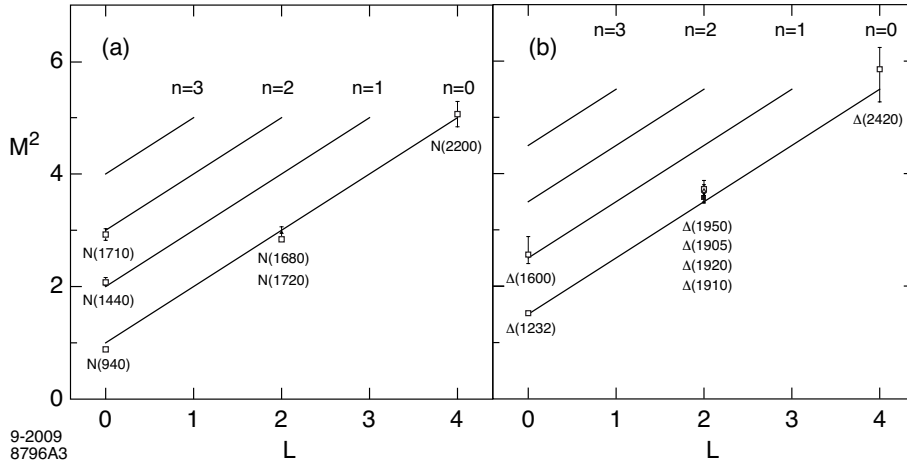 (a)
n=3 n=2 n=1 n=0
6
4
2
0
M²
N(2200)
N(1710)
N(1680)
N(1720)
N(1440)
N(940)
0 1 2 3 4
L
(b)
n=3 n=2 n=1 n=0
Δ(2420)
Δ(1950)
Δ(1905)
Δ(1920)
Δ(1910)
Δ(1600)
Δ(1232)
0 1 2 3 4
L
9-2009
8796A3